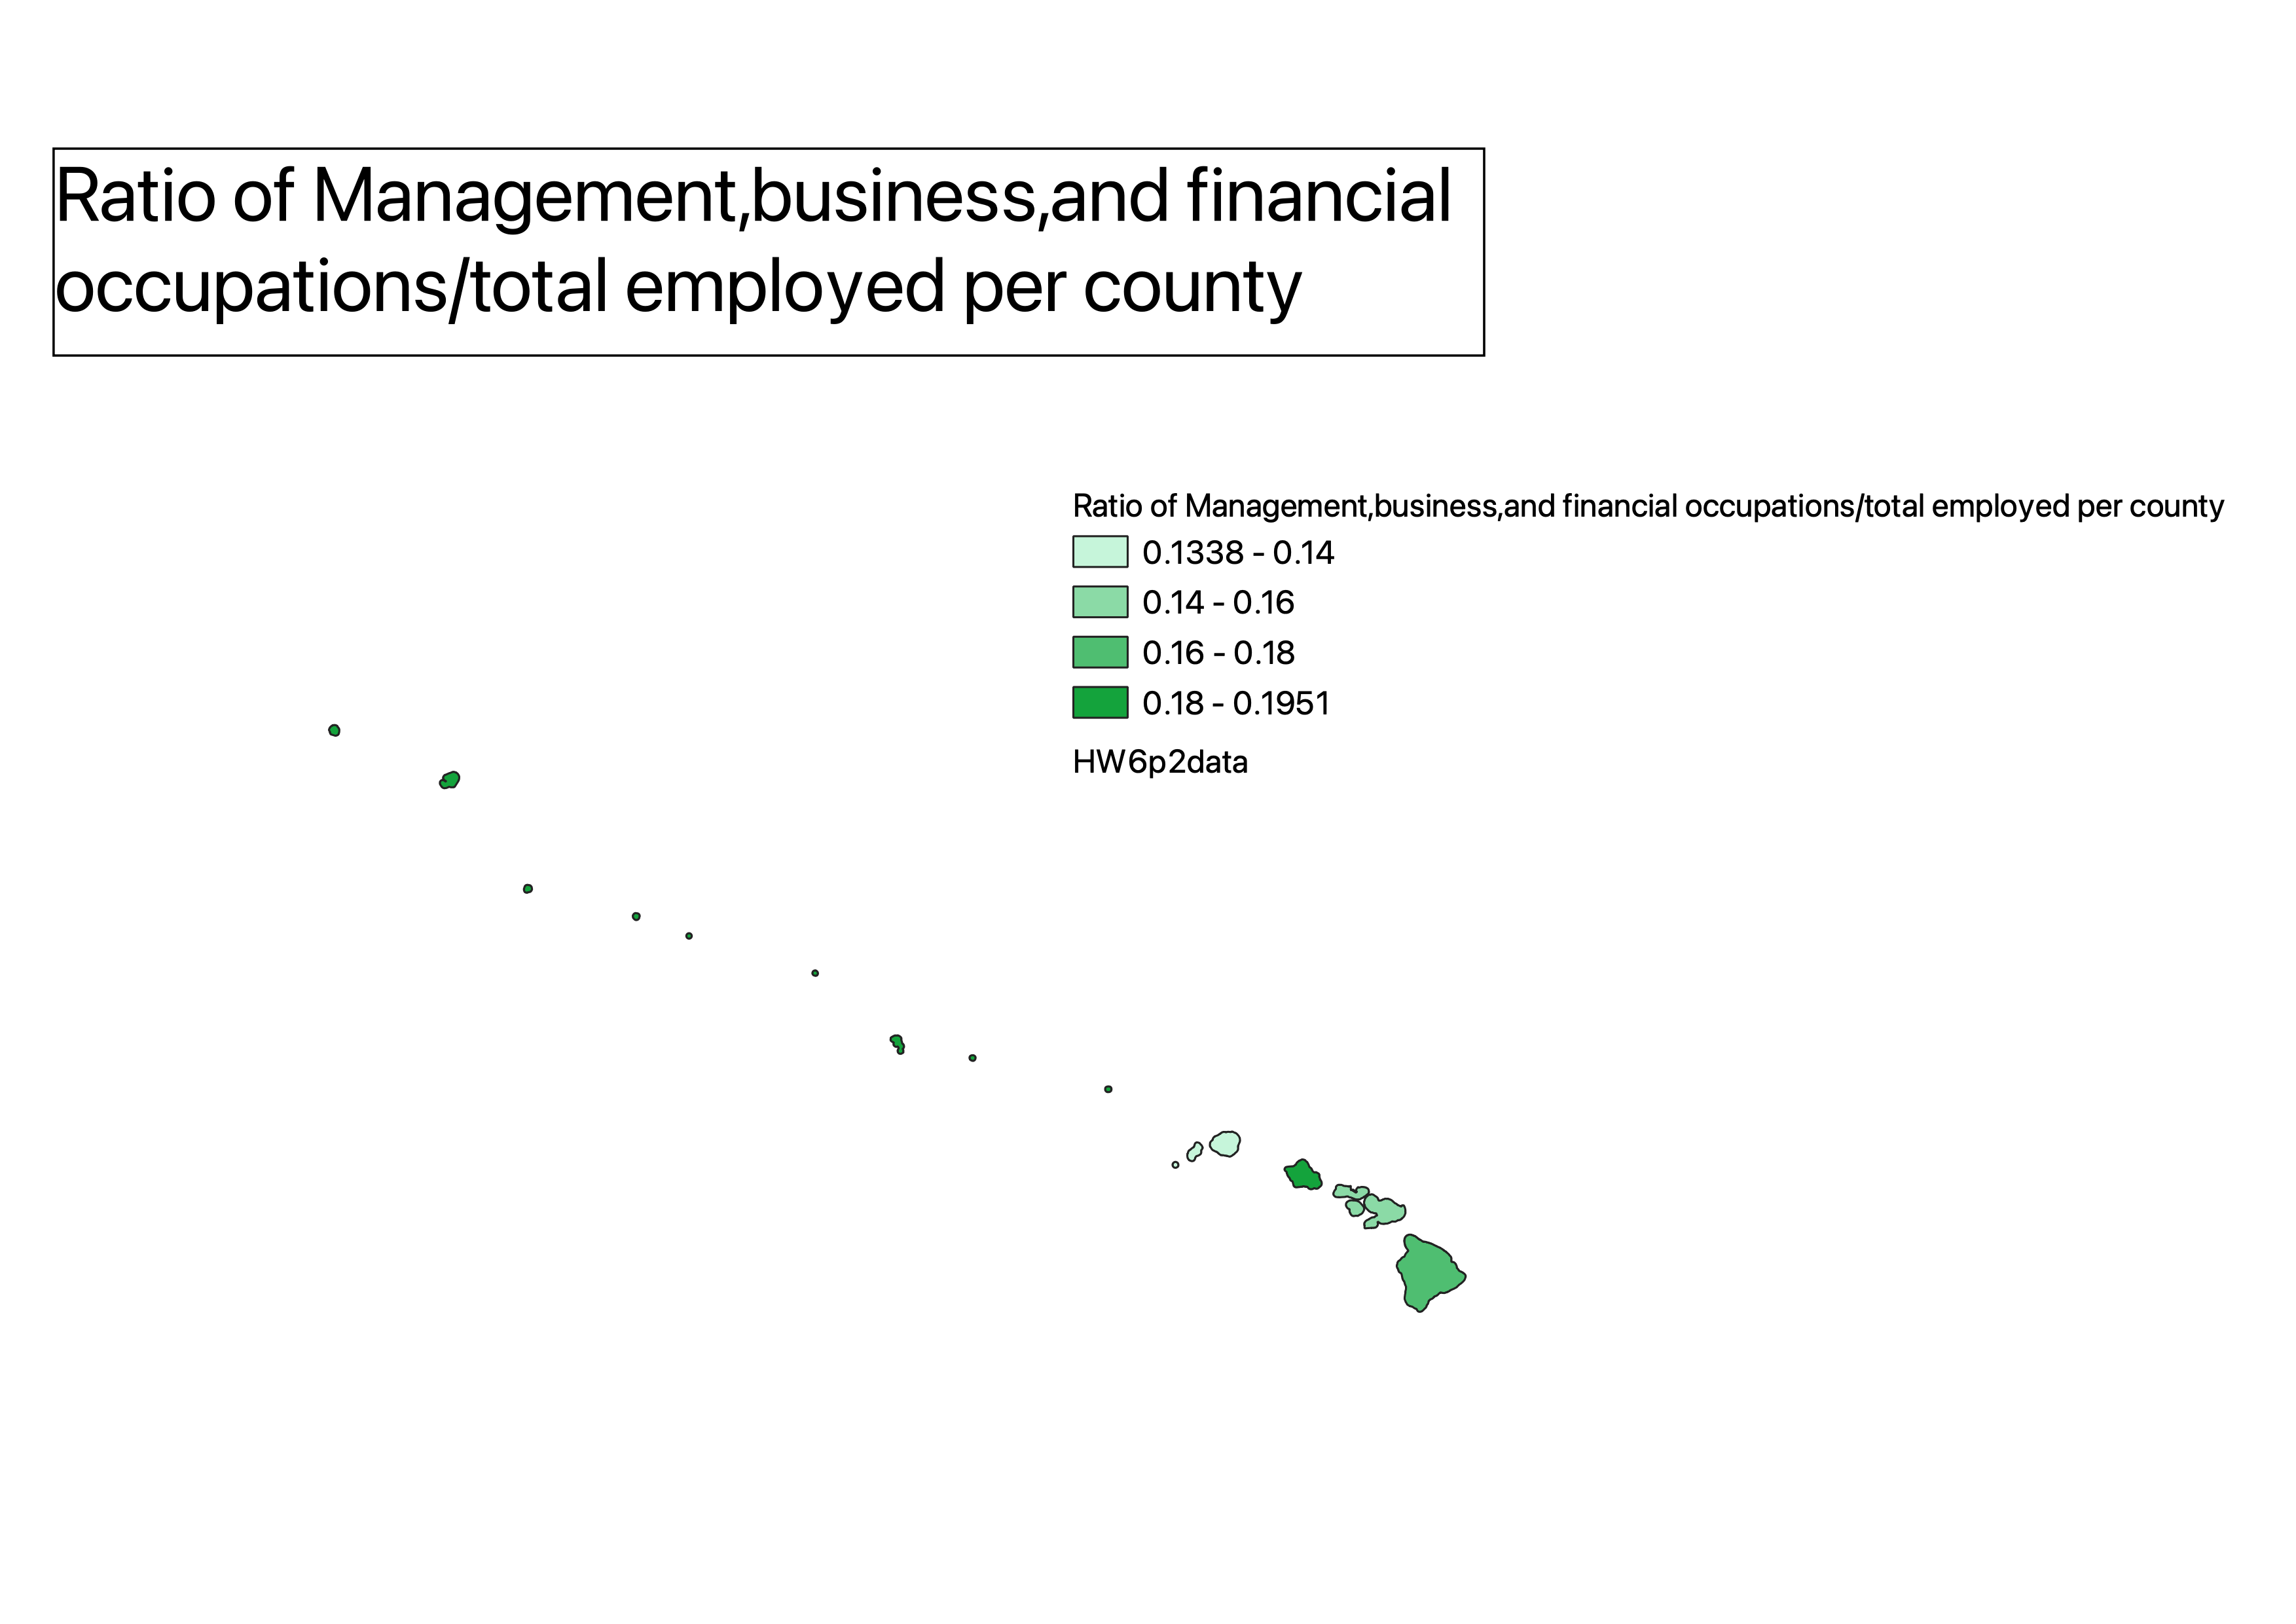 Ratio of Management,business,and financial
occupations/total employed per county
Ratio of Management,business,and financial occupations/total employed per county
0.1338 - 0.14
0.14 - 0.16
0.16 - 0.18
0.18 - 0.1951
HW6p2data